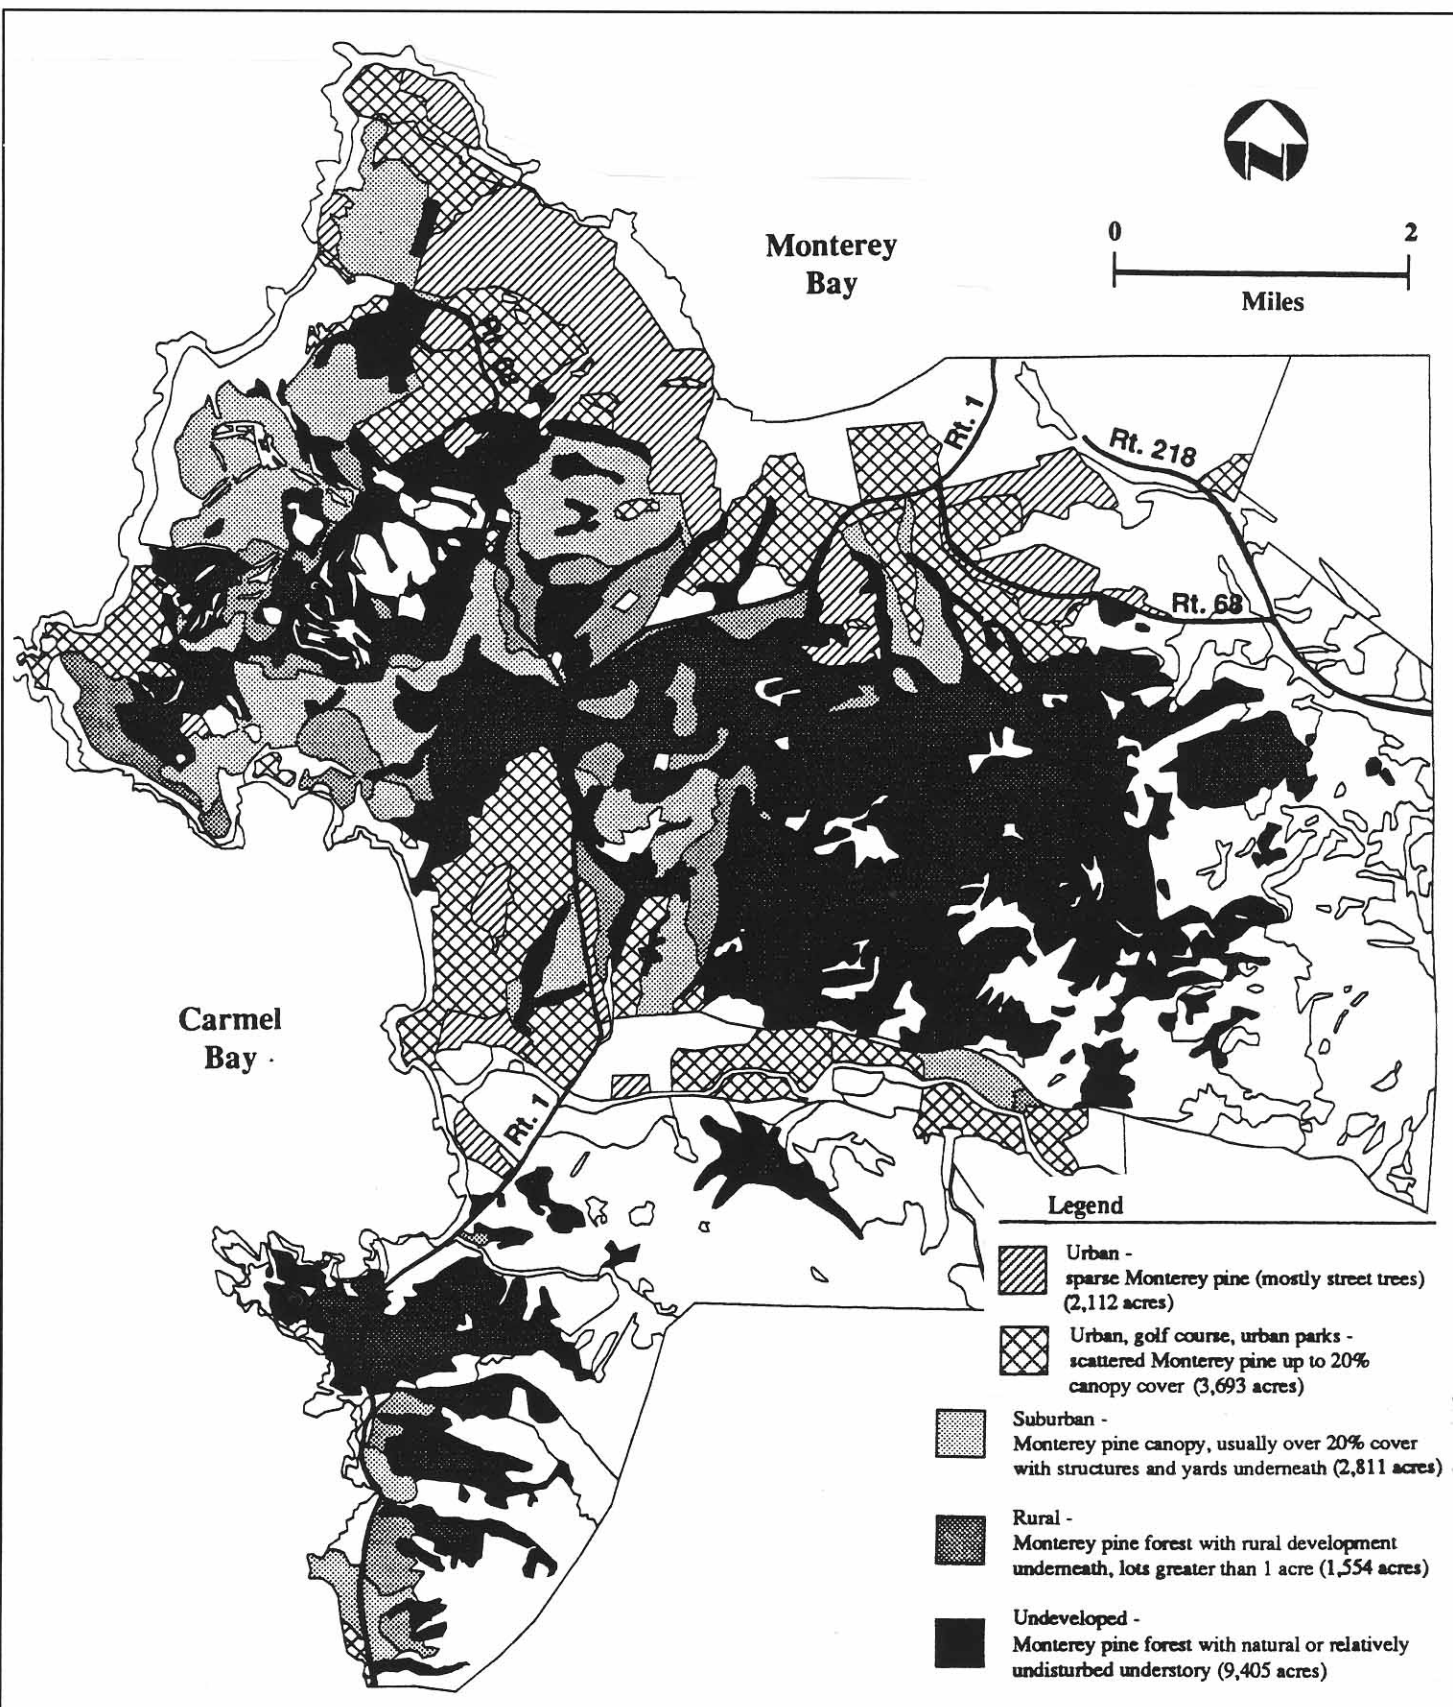 N
0 2
Miles
Monterey
Bay
Rt. 68
Rt. 1
Rt. 218
Rt. 68
Carmel
Bay
Rt. 1
Legend
Urban -
sparse Monterey pine (mostly street trees)
(2,112 acres)
Urban, golf course, urban parks -
scattered Monterey pine up to 20%
canopy cover (3,693 acres)
Suburban -
Monterey pine canopy, usually over 20% cover
with structures and yards underneath (2,811 acres)
Rural -
Monterey pine forest with rural development
underneath, lots greater than 1 acre (1,554 acres)
Undeveloped -
Monterey pine forest with natural or relatively
undisturbed understory (9,405 acres)